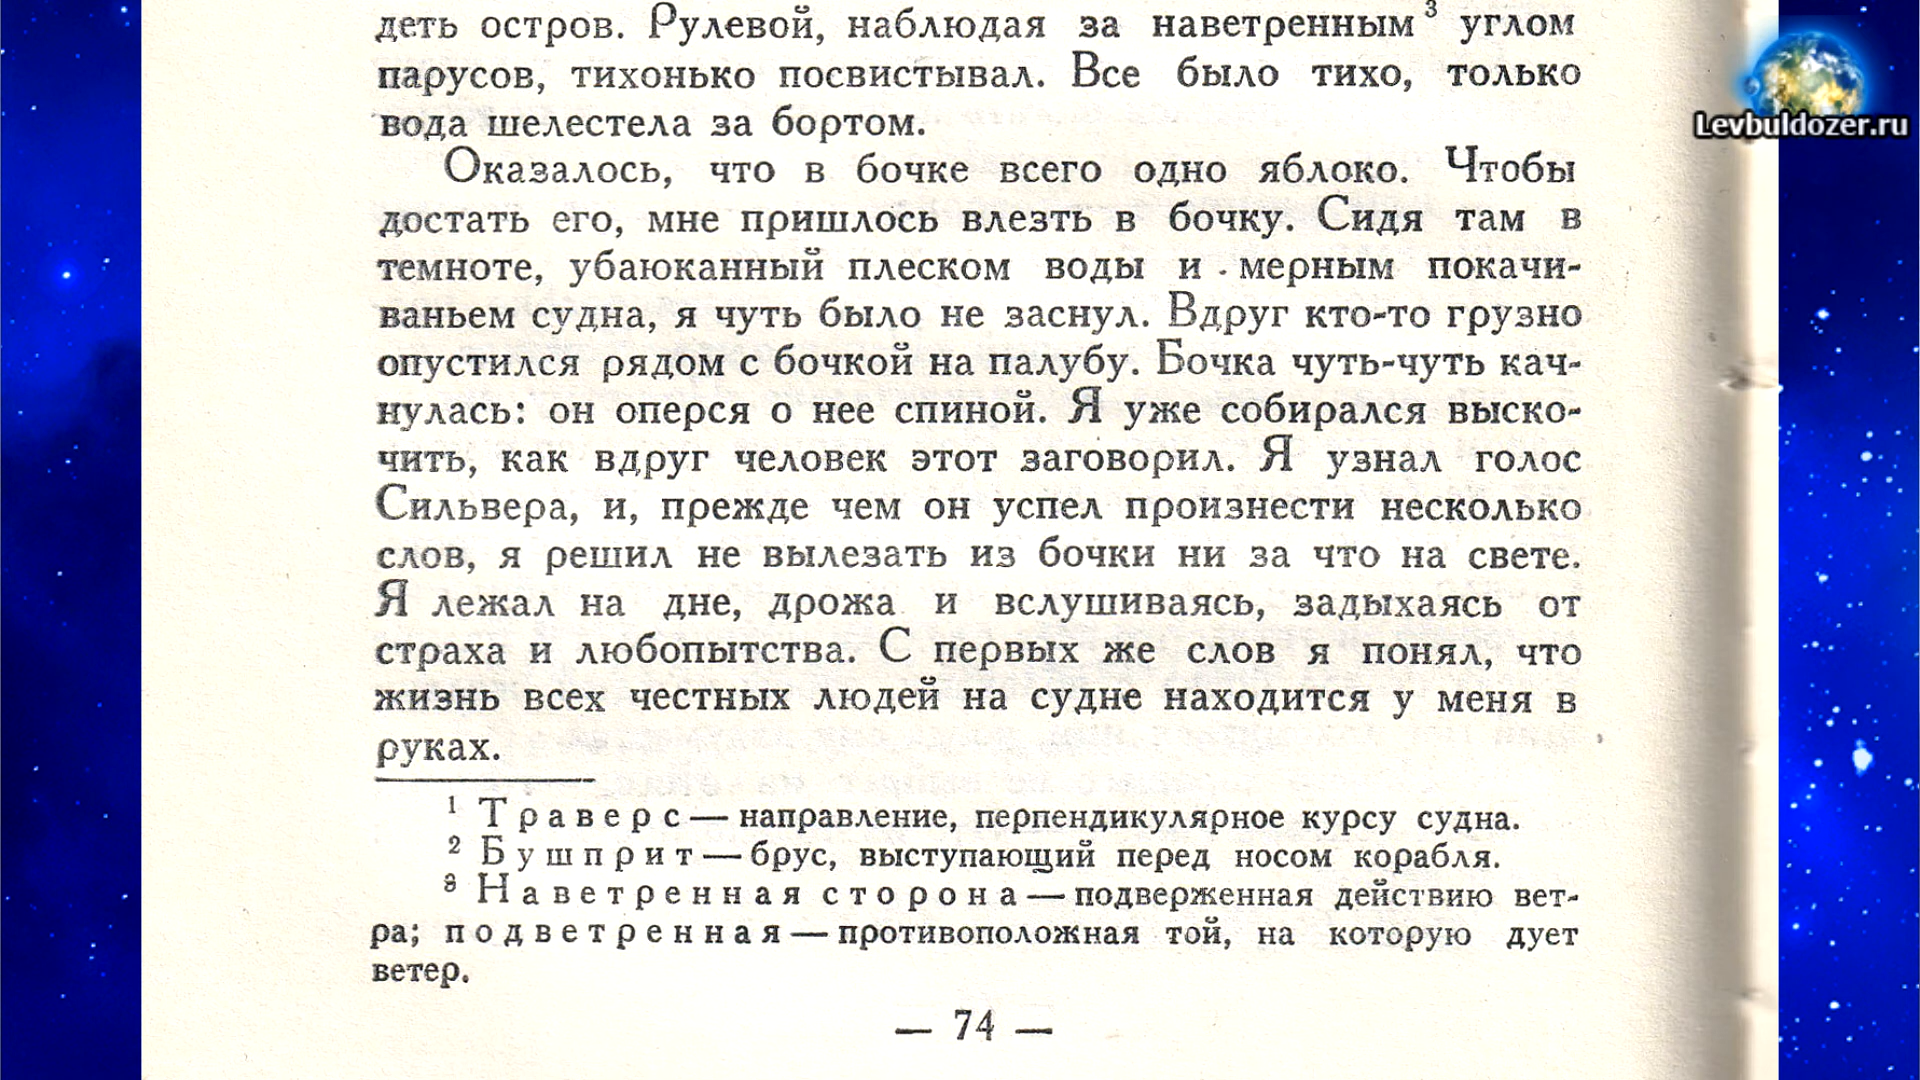 деть остров. Рулевой, наблюдая за наветренным ³ углом
парусов, тихонько посвистывал. Все было тихо, только
вода шелестела за бортом.
Оказалось, что в бочке всего одно яблоко. Чтобы
достать его, мне пришлось влезть в бочку. Сидя там в
темноте, убаюканный плеском воды и мерным покачи-
ваньем судна, я чуть было не заснул. Вдруг кто-то грузно
опустился рядом с бочкой на палубу. Бочка чуть-чуть кач-
нулась: он оперся о нее спиной. Я уже собирался выско-
чить, как вдруг человек этот заговорил. Я узнал голос
Сильвера, и, прежде чем он успел произнести несколько
слов, я решил не вылезать из бочки ни за что на свете.
Я лежал на дне, дрожа и вслушиваясь, задыхаясь от
страха и любопытства. С первых же слов я понял, что
жизнь всех честных людей на судне находится у меня в
руках.
¹ Траверс — направление, перпендикулярное курсу судна.
² Бушприт — брус, выступающий перед носом корабля.
³ Наветренная сторона — подверженная действию вет-
ра; подветренная — противоположная той, на которую дует
ветер.
— 74 —
Levbuldozer.ru